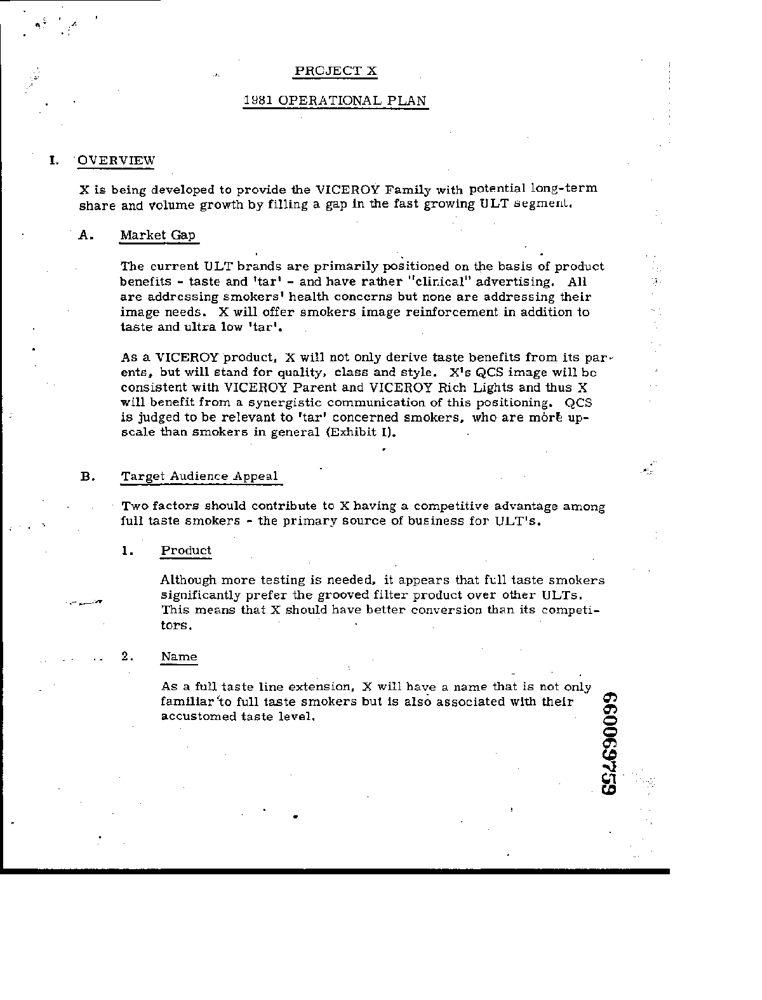 PROJECT X
1981 OPERATIONAL PLAN
I. OVERVIEW
X is being developed to provide the VICEROY Family with potential long-term
share and volume growth by filling a gap in the fast growing ULT segment.
A. Market Gap
The current ULT brands are primarily positioned on the basis of product
benefits - taste and 'tar' - and have rather "clinical" advertising. All
are addressing smokers' health concerns but none are addressing their
image needs. X will offer smokers image reinforcement in addition to
taste and ultra low 'tar'.
As a VICEROY product, X will not only derive taste benefits from its par-
ents, but will stand for quality, class and style. X's QCS image will be
consistent with VICEROY Parent and VICEROY Rich Lights and thus X
will benefit from a synergistic communication of this positioning. QCS
is judged to be relevant to 'tar' concerned smokers, who are more up-
scale than smokers in general (Exhibit I).
B. Target Audience Appeal
Two factors should contribute to X having a competitive advantage among
full taste smokers - the primary source of business for ULT's.
1. Product
Although more testing is needed, it appears that full taste smokers
significantly prefer the grooved filter product over other ULTs.
This means that X should have better conversion than its competi-
tors.
2. Name
As a full taste line extension, X will have a name that is not only
familiar to full taste smokers but is also associated with their
accustomed taste level.
660069759